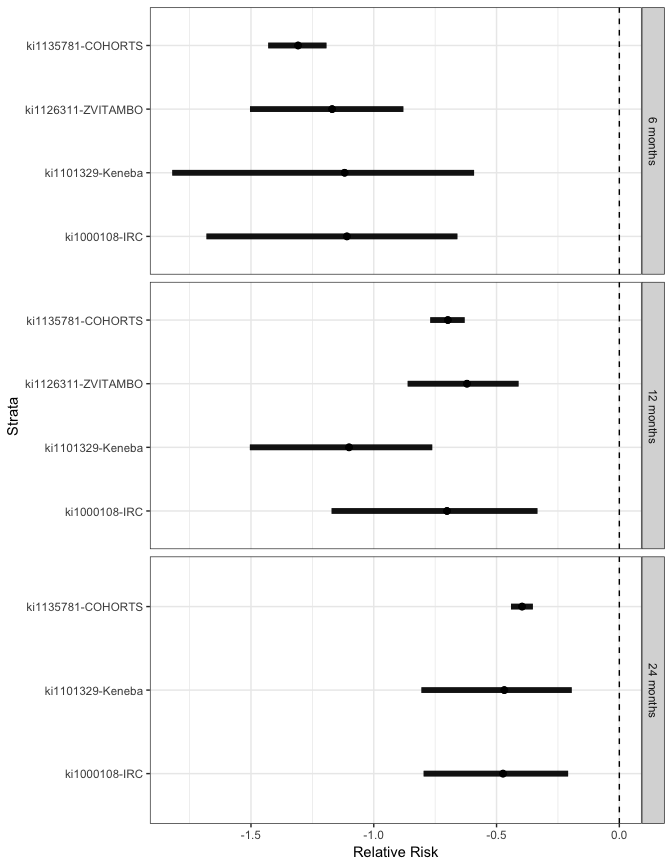 ki1135781-COHORTS
ki1126311-ZVITAMBO
ki1101329-Keneba
ki1000108-IRC
6 months
ki1135781-COHORTS
ki1126311-ZVITAMBO
ki1101329-Keneba
ki1000108-IRC
12 months
Strata
ki1135781-COHORTS
ki1101329-Keneba
ki1000108-IRC
24 months
-1.5 -1.0 -0.5 0.0
Relative Risk